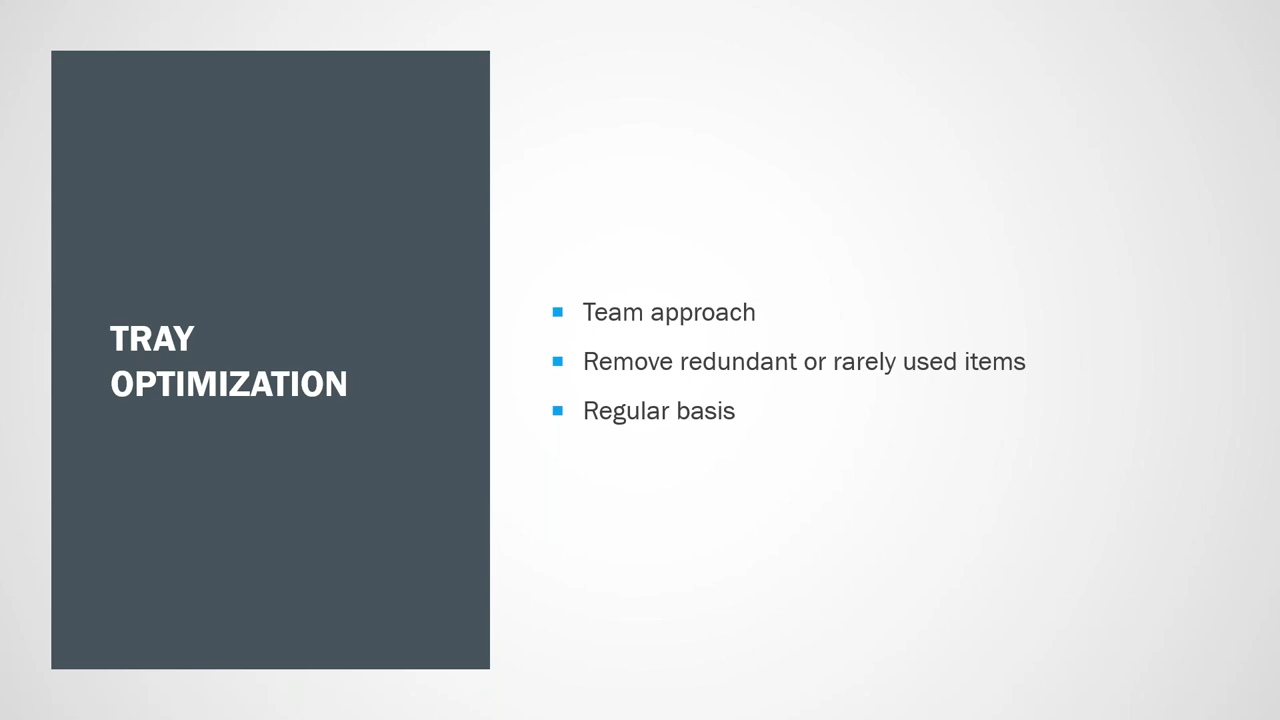 TRAY
OPTIMIZATION
Team approach
Remove redundant or rarely used items
Regular basis